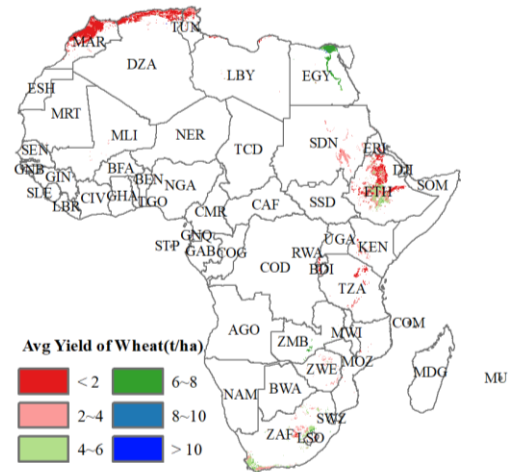 MAR
TUN
DZA
LBY
EGY
ESH
MRT
MLI
NER
TCD
SDN
ERI
DJI
SEN
GNB
GIN
BFA
BEN
NGA
SLE
LBR
CIV
GHA
TGO
CMR
CAF
SSD
ETH
SOM
STP
GNQ
GAB
COG
COD
UGA
KEN
RWA
BDI
TZA
COM
AGO
ZMB
MWI
MOZ
ZWE
MDG
MU
NAM
BWA
ZAF
LSO
SWZ
Avg Yield of Wheat(t/ha)
< 2 6~8
2~4 8~10
4~6 > 10